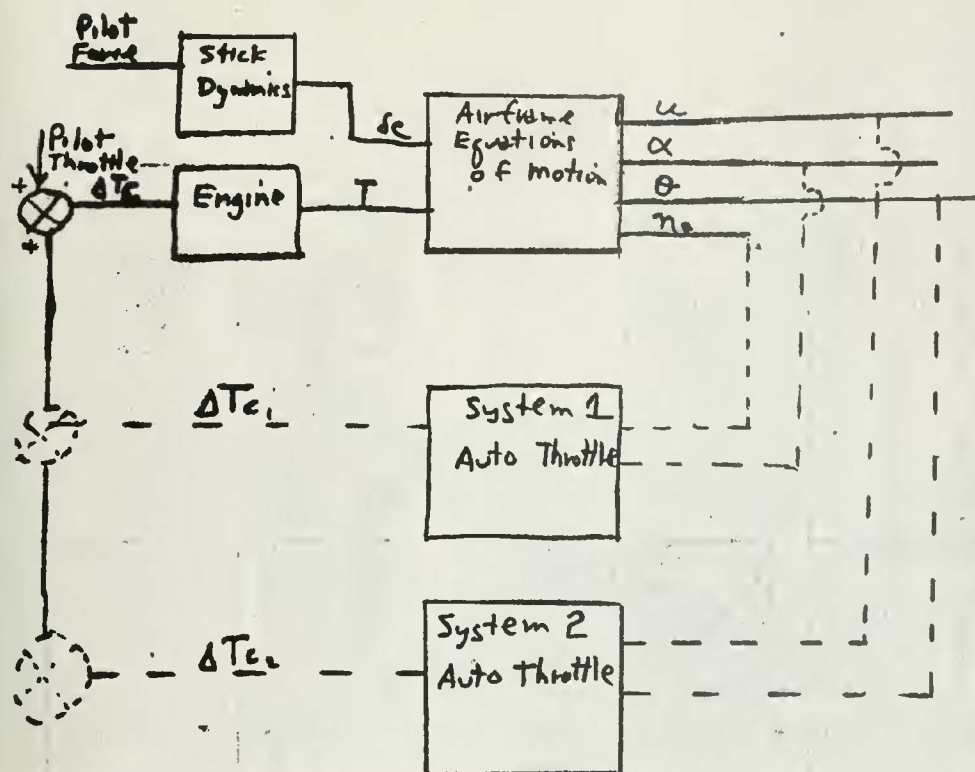 Pilot
Force
Stick
Dynamics
δe
Airframe
Equations
of motion
u
α
θ
Pilot
Throttle
+
ΔTc
Engine
T
+
ΔTc₁
System 1
Auto Throttle
ΔTc₂
System 2
Auto Throttle